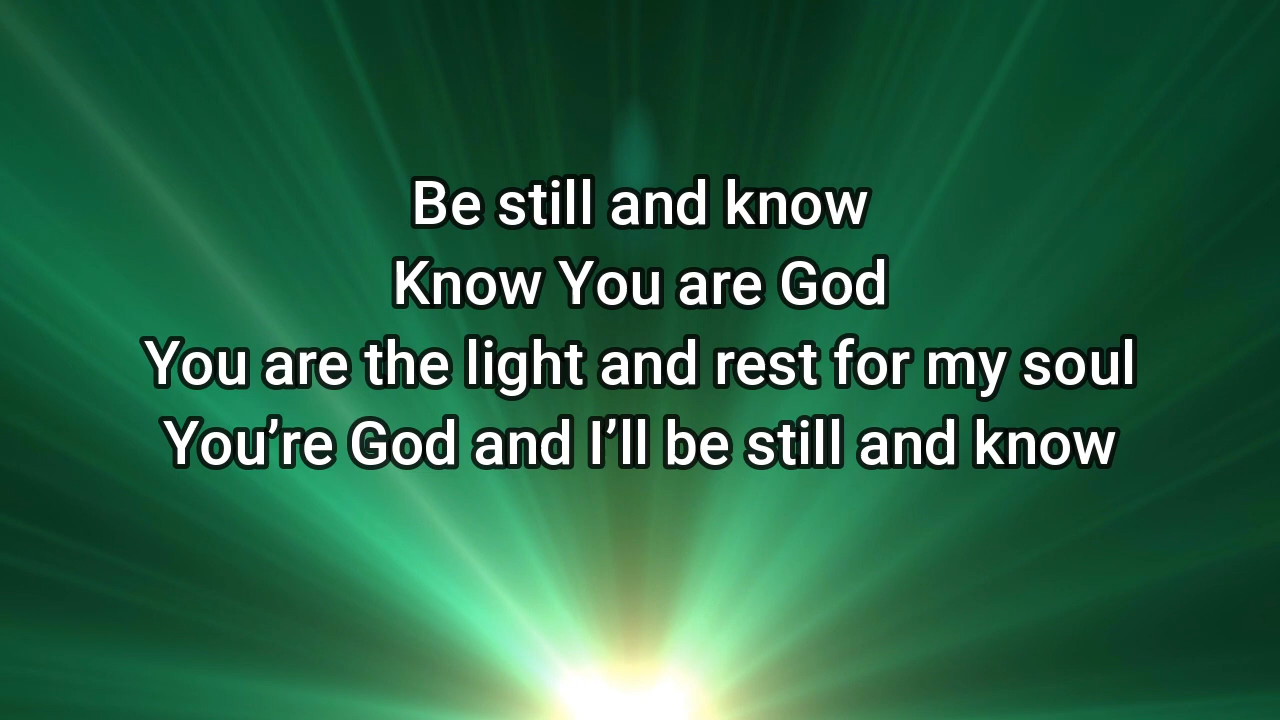 Be still and know
Know You are God
You are the light and rest for my soul
You’re God and I’ll be still and know